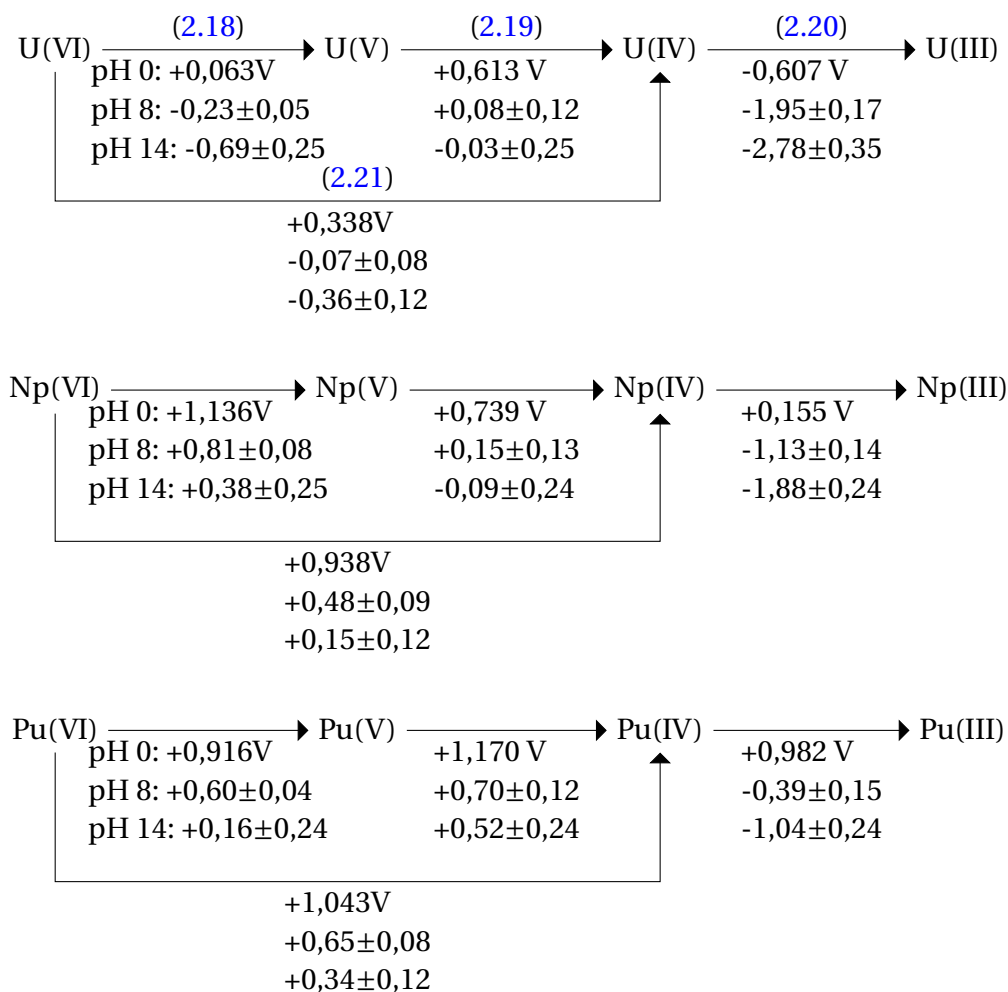 (2.18) (2.19) (2.20)
U(VI) U(V) U(IV) U(III)
pH 0: +0,063V +0,613 V -0,607 V
pH 8: -0,23±0,05 +0,08±0,12 -1,95±0,17
pH 14: -0,69±0,25 -0,03±0,25 -2,78±0,35
(2.21)
+0,338V
-0,07±0,08
-0,36±0,12
Np(VI) Np(V) Np(IV) Np(III)
pH 0: +1,136V +0,739 V +0,155 V
pH 8: +0,81±0,08 +0,15±0,13 -1,13±0,14
pH 14: +0,38±0,25 -0,09±0,24 -1,88±0,24
+0,938V
+0,48±0,09
+0,15±0,12
Pu(VI) Pu(V) Pu(IV) Pu(III)
pH 0: +0,916V +1,170 V +0,982 V
pH 8: +0,60±0,04 +0,70±0,12 -0,39±0,15
pH 14: +0,16±0,24 +0,52±0,24 -1,04±0,24
+1,043V
+0,65±0,08
+0,34±0,12